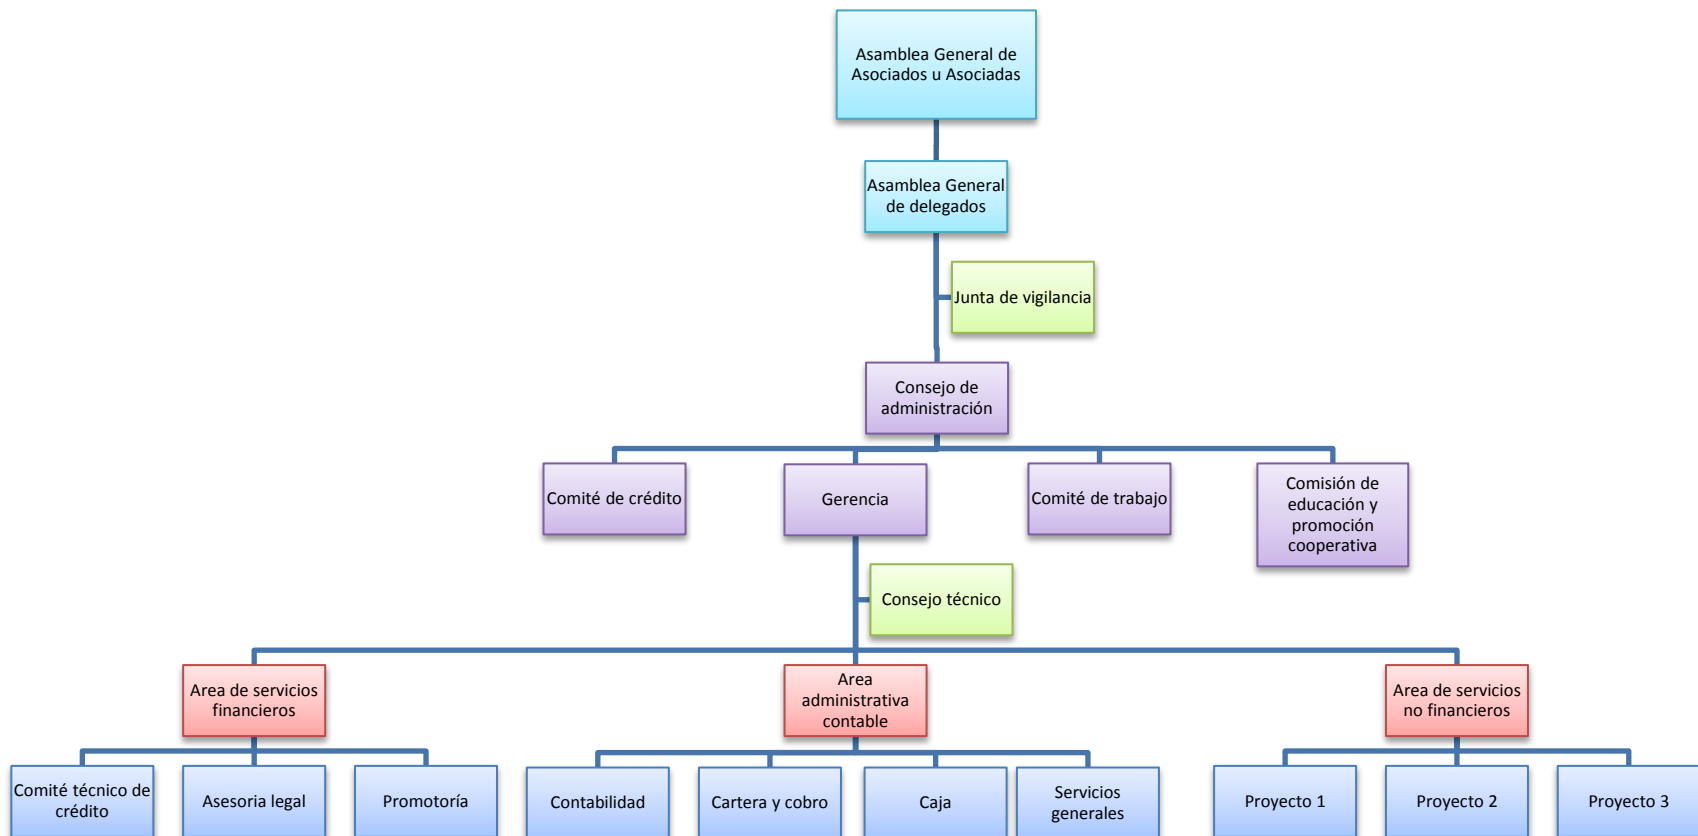 Asamblea General de
Asociados u Asociadas
Asamblea General
de delegados
Junta de vigilancia
Consejo de
administración
Comité de crédito
Gerencia
Comité de trabajo
Comisión de
educación y
promoción
cooperativa
Consejo técnico
Area de servicios
financieros
Area
administrativa
contable
Area de servicios
no financieros
Comité técnico de
crédito
Asesoria legal
Promotoría
Contabilidad
Cartera y cobro
Caja
Servicios
generales
Proyecto 1
Proyecto 2
Proyecto 3